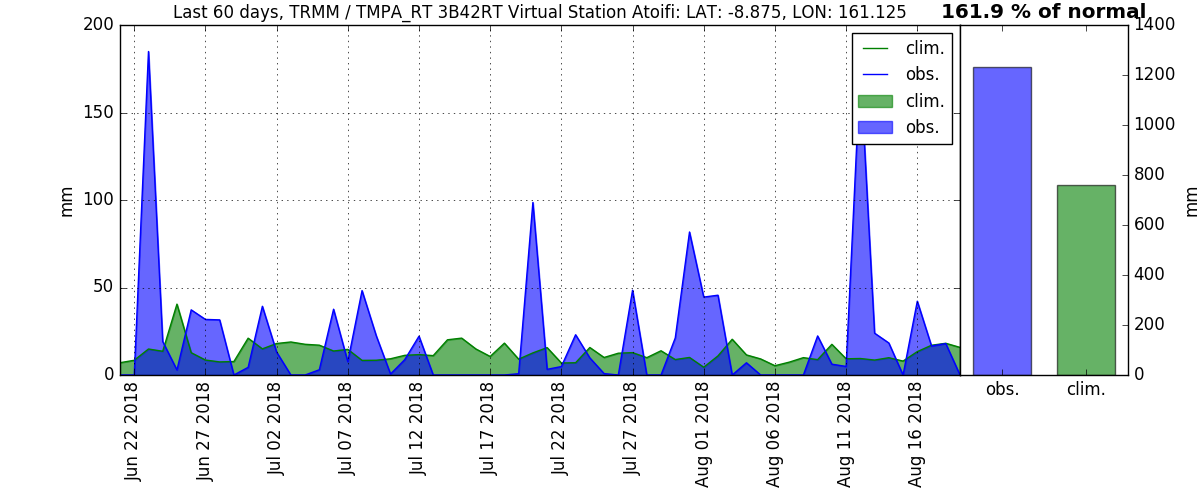 Last 60 days, TRMM / TMPA_RT 3B42RT Virtual Station Atoifi: LAT: -8.875, LON: 161.125
161.9 % of normal
200
150
100
50
0
mm
clim.
obs.
clim.
obs.
1400
1200
1000
800
600
400
200
0
mm
Jun 22 2018
Jun 27 2018
Jul 02 2018
Jul 07 2018
Jul 12 2018
Jul 17 2018
Jul 22 2018
Jul 27 2018
Aug 01 2018
Aug 06 2018
Aug 11 2018
Aug 16 2018
obs.
clim.